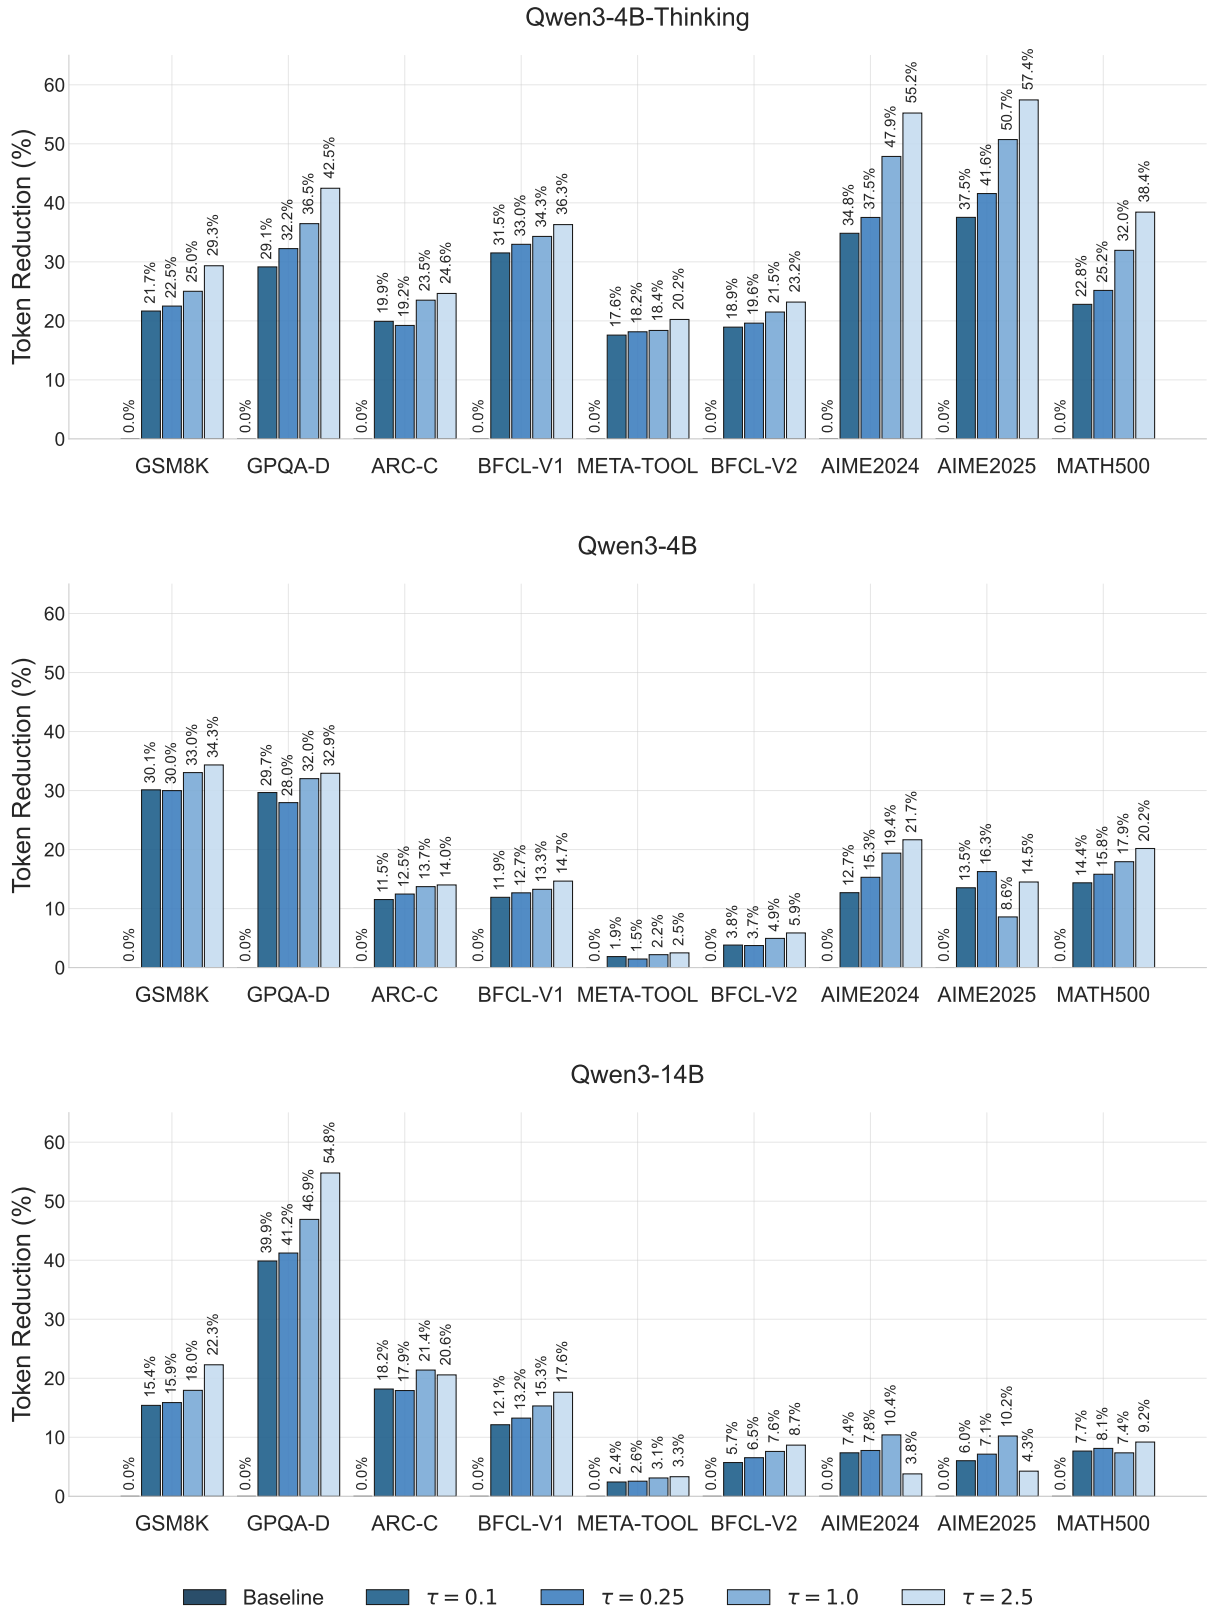 Qwen3-4B-Thinking
Token Reduction (%)
60
50
40
30
20
10
0
0.0% 21.7% 22.5% 25.0% 29.3%
0.0% 29.1% 32.2% 36.5% 42.5%
0.0% 19.9% 19.2% 23.5% 24.6%
0.0% 31.5% 33.0% 34.3% 36.3%
0.0% 17.6% 18.2% 18.4% 20.2%
0.0% 18.9% 19.6% 21.5% 23.2%
0.0% 34.8% 37.5% 47.9% 55.2%
0.0% 37.5% 41.6% 50.7% 57.4%
0.0% 22.8% 25.2% 32.0% 38.4%
GSM8K GPQA-D ARC-C BFCL-V1 META-TOOL BFCL-V2 AIME2024 AIME2025 MATH500
Qwen3-4B
Token Reduction (%)
60
50
40
30
20
10
0
0.0% 30.1% 30.0% 33.0% 34.3%
0.0% 29.7% 28.0% 32.0% 32.9%
0.0% 11.5% 12.5% 13.7% 14.0%
0.0% 11.9% 12.7% 13.3% 14.7%
0.0% 1.9% 1.5% 2.2% 2.5%
0.0% 3.8% 3.7% 4.9% 5.9%
0.0% 12.7% 15.3% 19.4% 21.7%
0.0% 13.5% 16.3% 8.6% 14.5%
0.0% 14.4% 15.8% 17.9% 20.2%
GSM8K GPQA-D ARC-C BFCL-V1 META-TOOL BFCL-V2 AIME2024 AIME2025 MATH500
Qwen3-14B
Token Reduction (%)
60
50
40
30
20
10
0
0.0% 15.4% 15.9% 18.0% 22.3%
0.0% 39.9% 41.2% 46.9% 54.8%
0.0% 18.2% 17.9% 21.4% 20.6%
0.0% 12.1% 13.2% 15.3% 17.6%
0.0% 2.4% 2.6% 3.1% 3.3%
0.0% 5.7% 6.5% 7.6% 8.7%
0.0% 7.4% 7.8% 10.4% 3.8%
0.0% 6.0% 7.1% 10.2% 4.3%
0.0% 7.7% 8.1% 7.4% 9.2%
GSM8K GPQA-D ARC-C BFCL-V1 META-TOOL BFCL-V2 AIME2024 AIME2025 MATH500
Baseline τ = 0.1 τ = 0.25 τ = 1.0 τ = 2.5